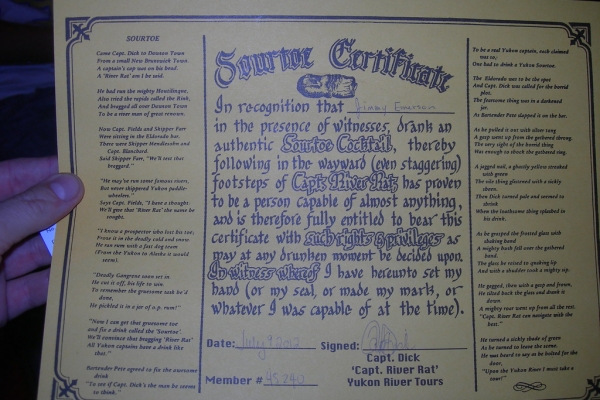 SOURTOE
Came Capt. Dick to Dawson Town
From a small New Brunswick Town
A captain's cap sat on his head.
A 'River Rat' am I he said.
He had run the mighty
Also tried the rapids called the Rink,
And bragged all over Dawson Town
To be a river man of great renown.
Now Capt. Fields and Skipper Farr
Were sitting in the Eldorado bar.
There were Skipper Mendelsohn and
Capt. Blanchard.
Said Skipper Farr, "We'll test that
braggard."
"He may've run some famous rivers,
But never skippered Yukon paddle-
wheelers."
Says Capt. Fields, "I have a thought.
We'll give that 'River Rat' the name he
sought.
"I knew a prospector who lost his toe;
Froze it in the deadly cold and snow.
He ran rum with a fast dog team
(From the Yukon to Alaska it would
seem).
"Deadly Gangrene soon set in
He cut it off, his life to win.
To remember the gruesome task he'd
done,
He pickled it in a jar of o.p. rum!"
"Now I can get that gruesome toe
and fix a drink called the 'Sourtoe'.
We'll convince that bragging 'River Rat'
All Yukon captains have a drink like
that."
Bartender Pete agreed to fix the awesome
drink
"To see if Capt. Dick's the man he seems
to think."
Sourtoe Certificate
In recognition that Jimmy Emerson
in the presence of witnesses, drank an
authentic Sourtoe Cocktail, thereby
following in the wayward (even staggering)
footsteps of Capt. River Rat, has proven
to be a person capable of almost anything,
and is therefore fully entitled to bear this
certificate with such rights & privileges as
may at any drunken moment be decided upon.
In witness whereof I have hereunto set my
hand (or my seal, or made my mark, or-
whatever I was capable of at the time).
Date: July 9 2012 Signed:
Capt. Dick
'Capt. River Rat'
Yukon River Tours
Member # 45240
To be a real Yukon captain, each claimed
was so,
One had to drink a Yukon Sourtoe.
The Eldorado set to be the spot
And Capt. Dick was called for the horrid
plot.
The fearsome thing was in a darkened
jar
As Bartender Pete slapped it on the bar.
As he pulled it out with silver tong
A gasp went up from the gathered throng
The very sight of the horrid thing
Was enough to shock the gathered ring.
A jagged nail, a ghastly yellow streaked
with green
The vile thing glistened with a sickly
sheen.
Then Dick turned pale and seemed to
shrink
When the loathsome thing splashed in
his drink.
As he grasped the frosted glass with
shaking hand
A mighty hush fell over the gathered
band.
The glass he raised to cooking lip
And with a shudder took a mighty sip.
He gagged, then with a gasp and frown,
He tilted back the glass and drank it
down
A mighty roar went up from all the rest.
"Capt. River Rat can navigate with the
best."
He turned a sickly shade of green
As he turned to leave the scene.
He was heard to say as he bolted for the
door,
"Upon the Yukon River I must take a
tour!"